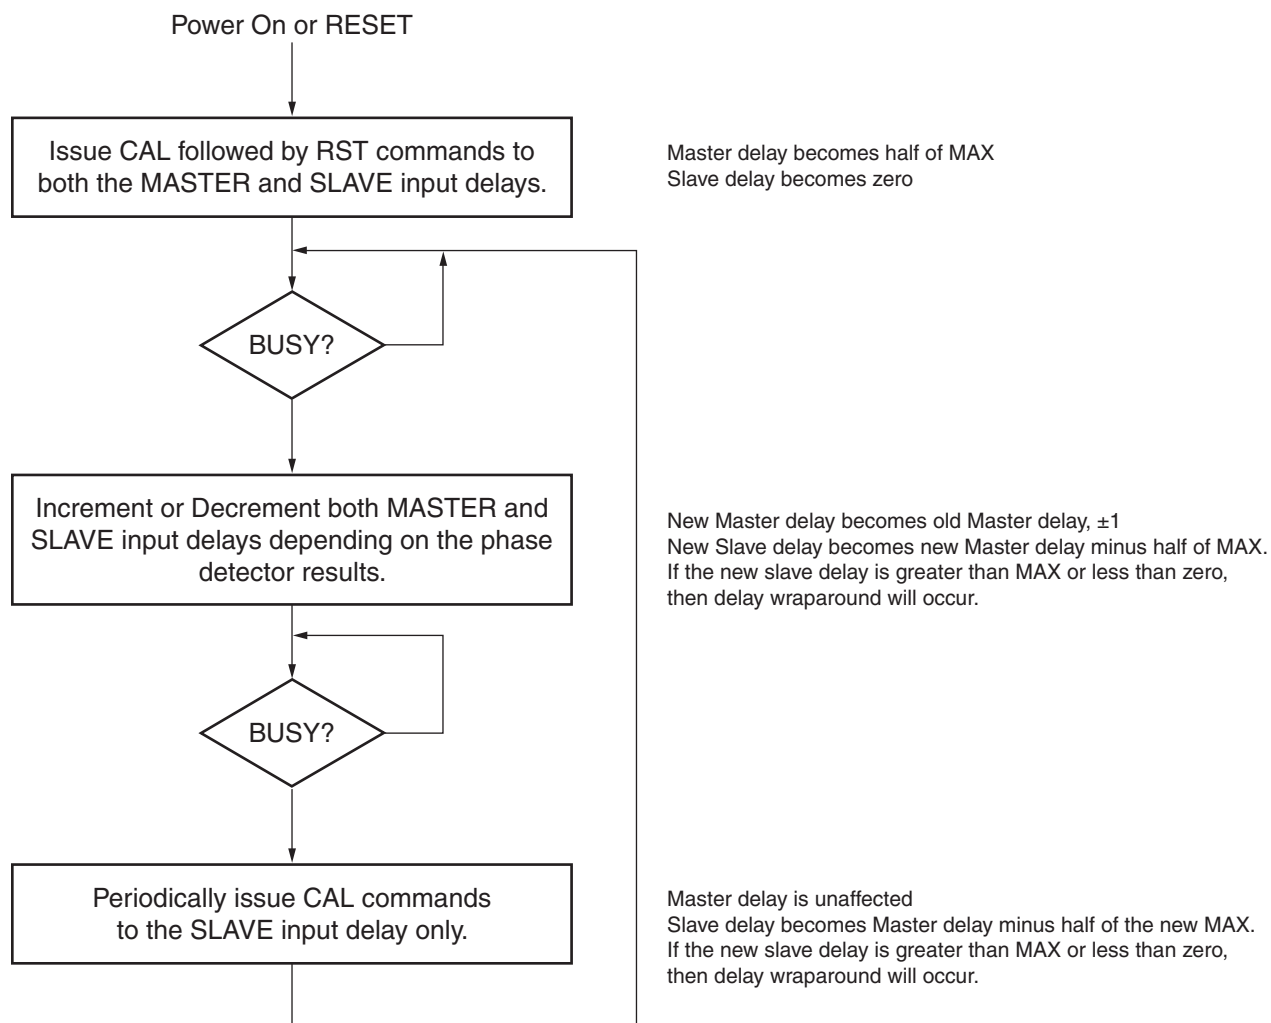 Power On or RESET
Issue CAL followed by RST commands to
both the MASTER and SLAVE input delays.
Master delay becomes half of MAX
Slave delay becomes zero
BUSY?
Increment or Decrement both MASTER and
SLAVE input delays depending on the phase
detector results.
New Master delay becomes old Master delay, ±1
New Slave delay becomes new Master delay minus half of MAX.
If the new slave delay is greater than MAX or less than zero,
then delay wraparound will occur.
BUSY?
Periodically issue CAL commands
to the SLAVE input delay only.
Master delay is unaffected
Slave delay becomes Master delay minus half of the new MAX.
If the new slave delay is greater than MAX or less than zero,
then delay wraparound will occur.